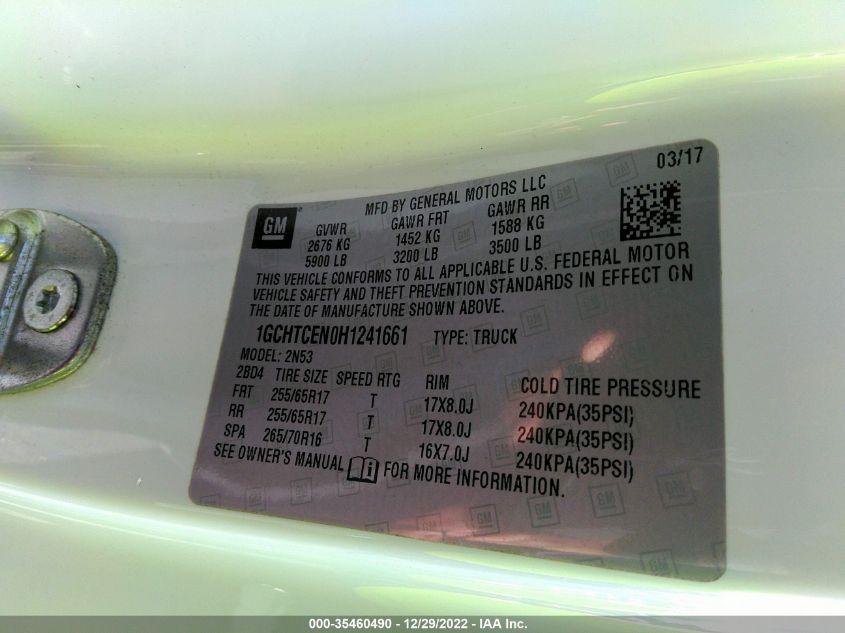 03/17
GM
MFD BY GENERAL MOTORS LLC
GVWR GAWR FRT GAWR RR
2676 KG 1452 KG 1588 KG
5900 LB 3200 LB 3500 LB
THIS VEHICLE CONFORMS TO ALL APPLICABLE U.S. FEDERAL MOTOR
VEHICLE SAFETY AND THEFT PREVENTION STANDARDS IN EFFECT ON
THE DATE OF MANUFACTURE SHOWN ABOVE.
1GCHTCEN0H1241661 TYPE: TRUCK
MODEL: 2N53
2BD4 TIRE SIZE SPEED RTG RIM COLD TIRE PRESSURE
FRT 255/65R17 T 17X8.0J 240KPA(35PSI)
RR 255/65R17 T 17X8.0J 240KPA(35PSI)
SPA 265/70R16 T 16X7.0J 240KPA(35PSI)
SEE OWNER'S MANUAL FOR MORE INFORMATION.
000-35460490 - 12/29/2022 - IAA Inc.